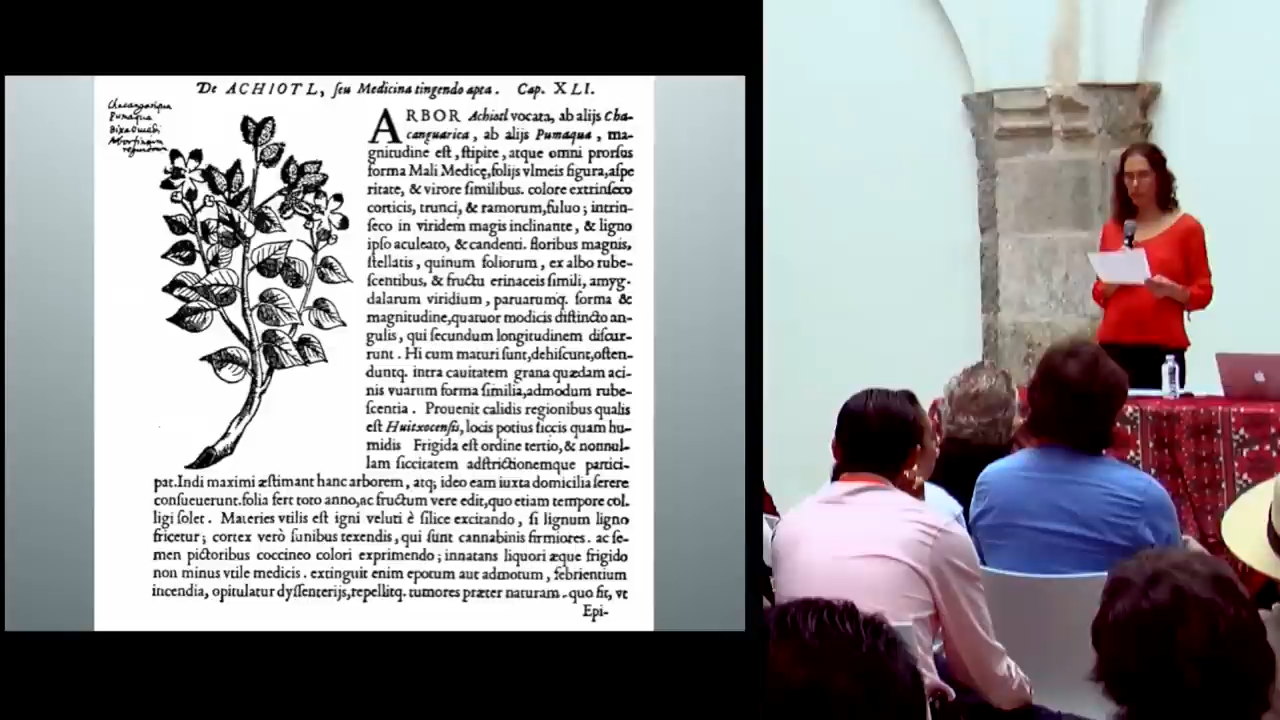 De ACHIOTL, ſeu Medicina tingendo apta. Cap. XLI.
Chacanguariqua
Pumaqua
Bixa Oviedi
ARBOR Achiotl vocata, ab alijs Cha-
canguarica, ab alijs Pumaqua, ma-
gnitudine eſt, ſtipite, atque omni prorſus
forma Mali Medicę, folijs vlmeis figura, aſpe
ritate, & virore ſimilibus. colore extrinſeco
corticis, trunci, & ramorum, fuluo; intrin-
ſeco in viridem magis inclinante, & ligno
ipſo aculeato, & candenti. floribus magnis,
ſtellatis, quinum foliorum, ex albo rube-
ſcentibus, & fructu erinaceis ſimili, amyg-
dalarum viridium, paruarumq. forma &
magnitudine, quatuor modicis diſtincto an-
gulis, qui ſecundum longitudinem diſcur-
runt. Hi cum maturi ſunt, dehiſcunt, oſten-
duntq. intra cauitatem grana quædam aci-
nis vuarum forma ſimilia, admodum rube-
ſcentia. Prouenit calidis regionibus qualis
eſt Huitxocenſis, locis potius ſiccis quam hu-
midis Frigida eſt ordine tertio, & nonnul-
lam ſiccitatem adſtrictionemque partici-
pat. Indi maximi æſtimant hanc arborem, atq; ideo eam iuxta domicilia ſerere
conſueuerunt. folia fert toto anno, ac fructum vere edit, quo etiam tempore col.
ligi ſolet. Materies vtilis eſt igni veluti è ſilice excitando, ſi lignum ligno
fricetur; cortex verò funibus texendis, qui ſunt cannabinis firmiores. ac ſe-
men pictoribus coccineo colori exprimendo; innatans liquori æque frigido
non minus vtile medicis. extinguit enim epotum aut admotum, febrientium
incendia, opitulatur dyſſenterijs, repellitq. tumores præter naturam. quo fit, vt
Epi-